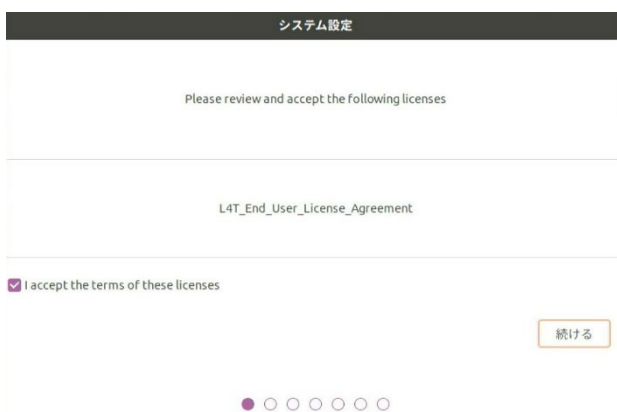 システム設定
Please review and accept the following licenses
L4T_End_User_License_Agreement
I accept the terms of these licenses
続ける